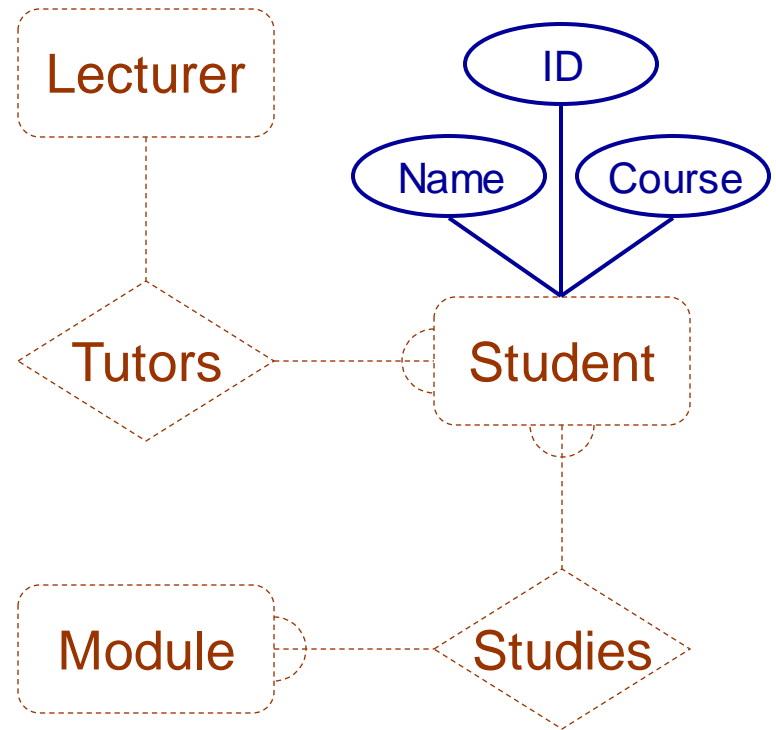 Lecturer
ID
Name
Course
Tutors
Student
Module
Studies